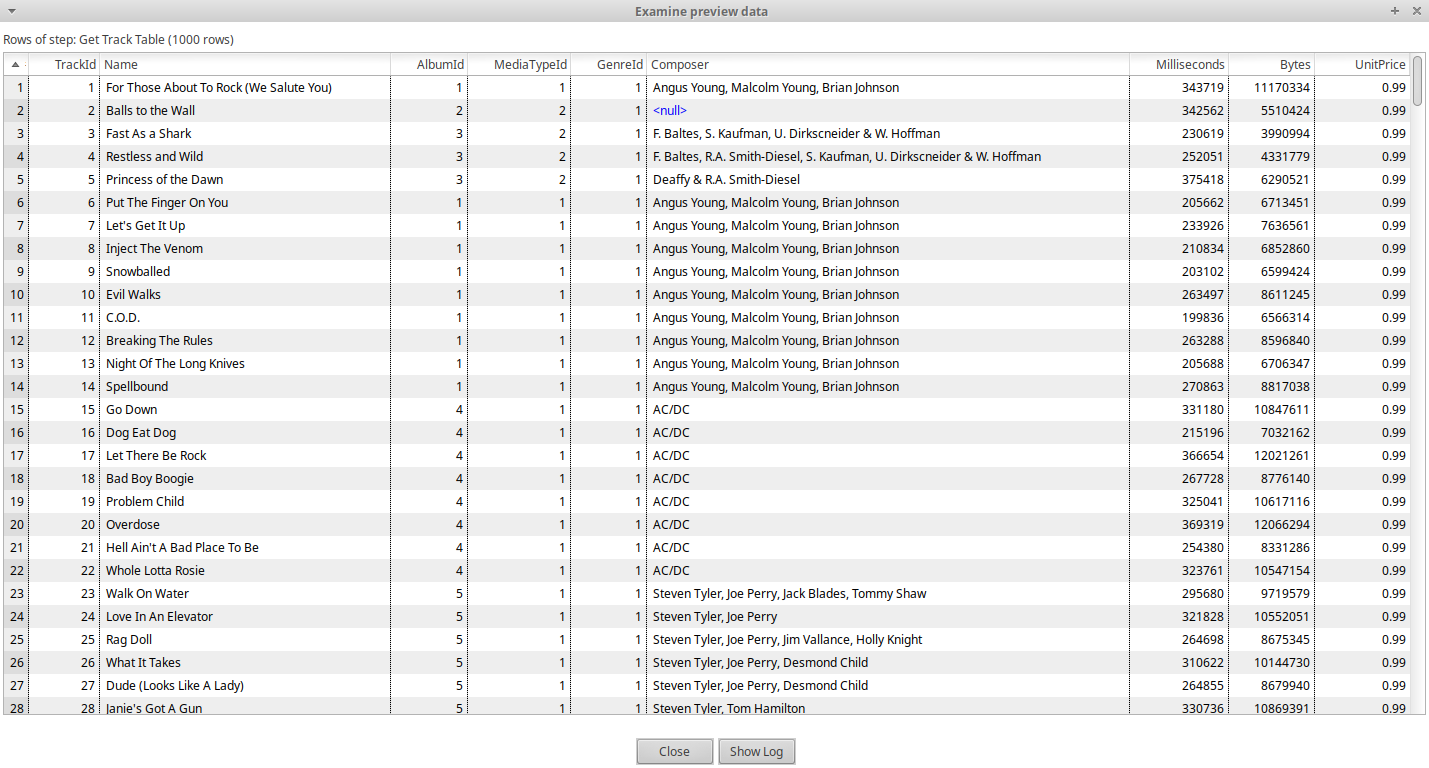 Examine preview data
Rows of step: Get Track Table (1000 rows)
TrackId Name AlbumId MediaTypeId GenreId Composer Milliseconds Bytes UnitPrice
1 1 For Those About To Rock (We Salute You) 1 1 1 Angus Young, Malcolm Young, Brian Johnson 343719 11170334 0.99
2 2 Balls to the Wall 2 2 1 <null> 342562 5510424 0.99
3 3 Fast As a Shark 3 2 1 F. Baltes, S. Kaufman, U. Dirkscneider & W. Hoffman 230619 3990994 0.99
4 4 Restless and Wild 3 2 1 F. Baltes, R.A. Smith-Diesel, S. Kaufman, U. Dirkscneider & W. Hoffman 252051 4331779 0.99
5 5 Princess of the Dawn 3 2 1 Deaffy & R.A. Smith-Diesel 375418 6290521 0.99
6 6 Put The Finger On You 1 1 1 Angus Young, Malcolm Young, Brian Johnson 205662 6713451 0.99
7 7 Let's Get It Up 1 1 1 Angus Young, Malcolm Young, Brian Johnson 233926 7636561 0.99
8 8 Inject The Venom 1 1 1 Angus Young, Malcolm Young, Brian Johnson 210834 6852860 0.99
9 9 Snowballed 1 1 1 Angus Young, Malcolm Young, Brian Johnson 203102 6599424 0.99
10 10 Evil Walks 1 1 1 Angus Young, Malcolm Young, Brian Johnson 263497 8611245 0.99
11 11 C.O.D. 1 1 1 Angus Young, Malcolm Young, Brian Johnson 199836 6566314 0.99
12 12 Breaking The Rules 1 1 1 Angus Young, Malcolm Young, Brian Johnson 263288 8596840 0.99
13 13 Night Of The Long Knives 1 1 1 Angus Young, Malcolm Young, Brian Johnson 205688 6706347 0.99
14 14 Spellbound 1 1 1 Angus Young, Malcolm Young, Brian Johnson 270863 8817038 0.99
15 15 Go Down 4 1 1 AC/DC 331180 10847611 0.99
16 16 Dog Eat Dog 4 1 1 AC/DC 215196 7032162 0.99
17 17 Let There Be Rock 4 1 1 AC/DC 366654 12021261 0.99
18 18 Bad Boy Boogie 4 1 1 AC/DC 267728 8776140 0.99
19 19 Problem Child 4 1 1 AC/DC 325041 10617116 0.99
20 20 Overdose 4 1 1 AC/DC 369319 12066294 0.99
21 21 Hell Ain't A Bad Place To Be 4 1 1 AC/DC 254380 8331286 0.99
22 22 Whole Lotta Rosie 4 1 1 AC/DC 323761 10547154 0.99
23 23 Walk On Water 5 1 1 Steven Tyler, Joe Perry, Jack Blades, Tommy Shaw 295680 9719579 0.99
24 24 Love In An Elevator 5 1 1 Steven Tyler, Joe Perry 321828 10552051 0.99
25 25 Rag Doll 5 1 1 Steven Tyler, Joe Perry, Jim Vallance, Holly Knight 264698 8675345 0.99
26 26 What It Takes 5 1 1 Steven Tyler, Joe Perry, Desmond Child 310622 10144730 0.99
27 27 Dude (Looks Like A Lady) 5 1 1 Steven Tyler, Joe Perry, Desmond Child 264855 8679940 0.99
28 28 Janie's Got A Gun 5 1 1 Steven Tyler, Tom Hamilton 330736 10869391 0.99
Close Show Log